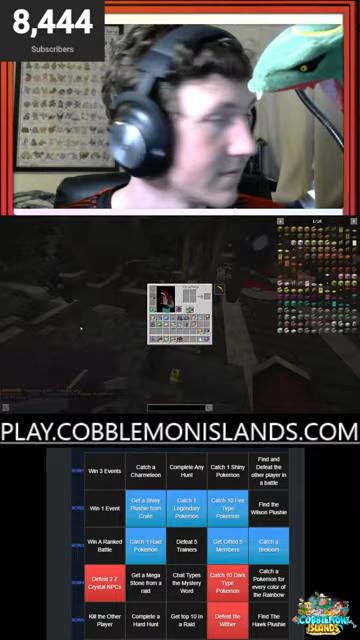 8,444
Subscribers
Crafting
PLAY.COBBLEMONISLANDS.COM
Win 3 Events
Catch a Charmeleon
Complete Any Hunt
Catch 1 Shiny Pokemon
Find and Defeat the other player in a battle
Win 1 Event
Get a Shiny Plushie from Crate
Catch 1 Legendary Pokemon
Catch 10 Fire Type Pokemon
Find the Wilson Plushie
Win A Ranked Battle
Catch 1 Raid Pokemon
Defeat 5 Trainers
Get Gifted 5 Members
Catch a Breloom
Defeat 2 Z Crystal NPCs
Get a Mega Stone from a raid
Chat Types the Mystery Word
Catch 10 Dark Type Pokemon
Catch a Pokemon for every color of the Rainbow
Kill the Other Player
Complete a Hard Hunt
Get top 10 in a Raid
Defeat the Wither
Find the Hawk Plushie
COBBLEMON
ISLANDS